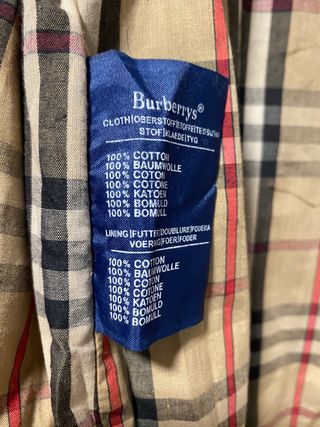 Burberrys®
CLOTH|OBERSTOFF|ETOFFE|TESSUTO
STOF|KLAEDE|TYG
100% COTTON
100% BAUMWOLLE
100% COTON
100% COTONE
100% KATOEN
100% BOMULD
100% BOMULL
LINING|FUTTER|DOUBLURE|FODERA
VOERING|FOER|FODER
100% COTTON
100% BAUMWOLLE
100% COTON
100% COTONE
100% KATOEN
100% BOMULD
100% BOMULL